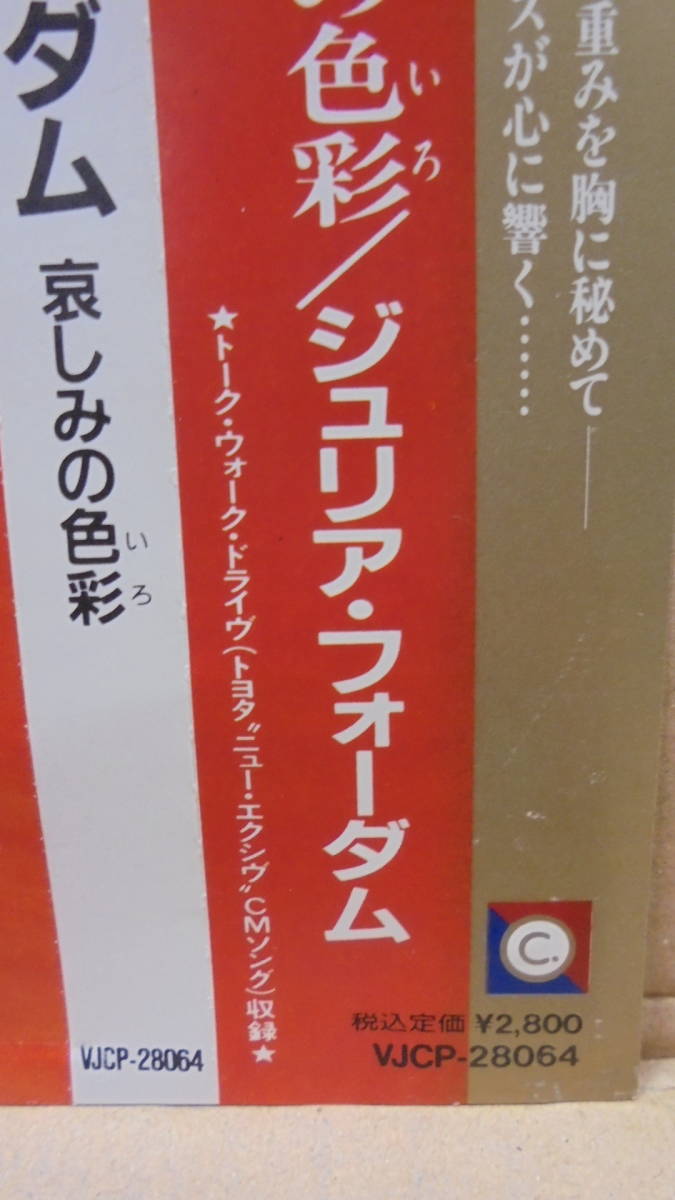 重みを胸に秘めて──
スが心に響く……
の色彩/ジュリア・フォーダム
いろ
★トーク・ウォーク・ドライヴ(トヨタ"ニュー・エクシヴ"CMソング)収録★
ダム 哀しみの色彩
いろ
C.
税込定価 ¥2,800
VJCP-28064
VJCP-28064